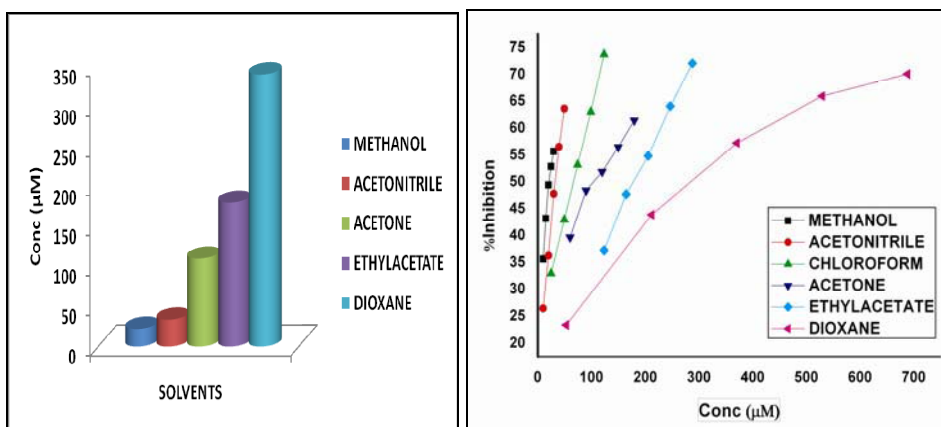 350
300
250
200
150
100
50
0
Conc (µM)
SOLVENTS
METHANOL
ACETONITRILE
ACETONE
ETHYLACETATE
DIOXANE
75
70
65
60
55
50
45
40
35
30
25
20
%Inhibition
0 100 200 300 400 500 600 700
Conc (µM)
METHANOL
ACETONITRILE
CHLOROFORM
ACETONE
ETHYLACETATE
DIOXANE